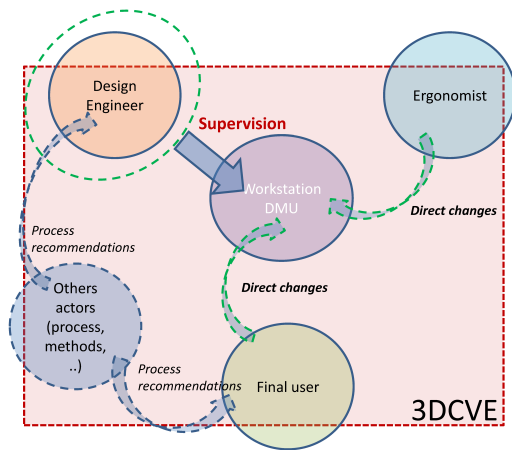 Design
Engineer
Ergonomist
Supervision
Workstation
DMU
Direct changes
Process
recommendations
Direct changes
Others
actors
(process,
methods,
..)
Process
recommendations
Final user
3DCVE